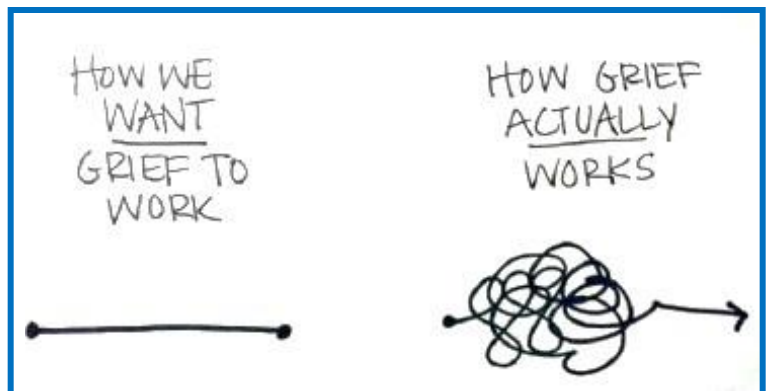 HOW WE
WANT
GRIEF TO
WORK
HOW GRIEF
ACTUALLY
WORKS